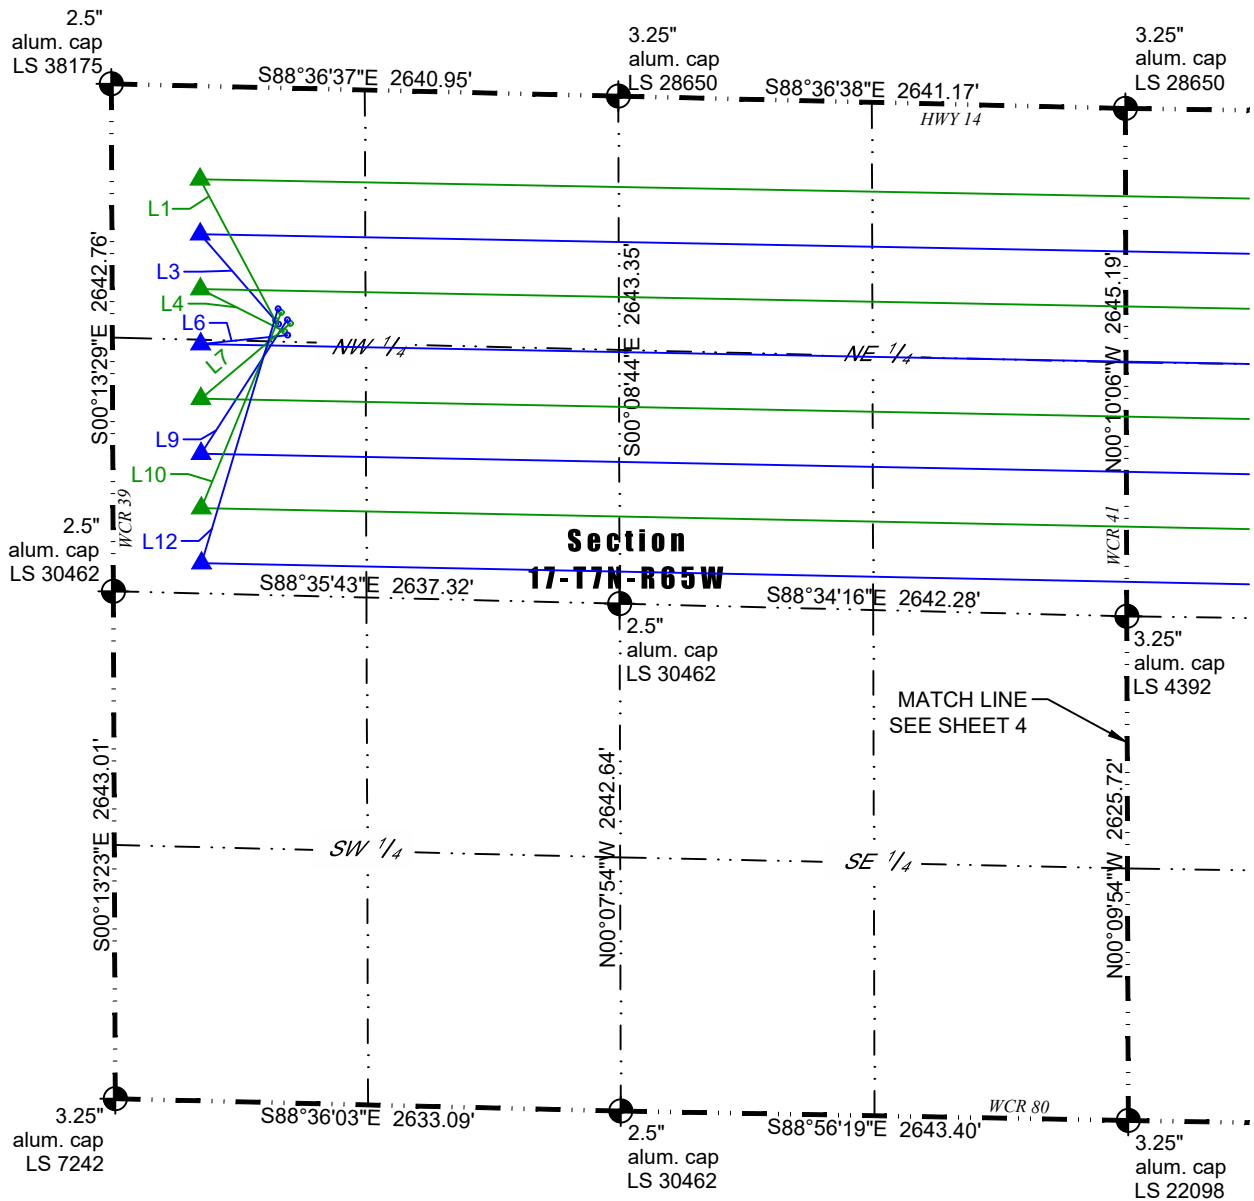 2.5"
alum. cap
LS 38175
S88°36'37"E 2640.95'
3.25"
alum. cap
LS 28650
S88°36'38"E 2641.17'
HWY 14
3.25"
alum. cap
LS 28650
L1
L3
L4
L6
L7
L9
L10
L12
S00°13'29"E 2642.76'
WCR 39
NW 1/4
S00°08'44"E 2643.35'
NE 1/4
N00°10'06"W 2645.19'
WCR 41
2.5"
alum. cap
LS 30462
S88°35'43"E 2637.32'
Section
17-T7N-R65W
S88°34'16"E 2642.28'
2.5"
alum. cap
LS 30462
3.25"
alum. cap
LS 4392
MATCH LINE
SEE SHEET 4
S00°13'23"E 2643.01'
SW 1/4
N00°07'54"W 2642.64'
SE 1/4
N00°09'54"W 2625.72'
3.25"
alum. cap
LS 7242
S88°36'03"E 2633.09'
2.5"
alum. cap
LS 30462
S88°56'19"E 2643.40'
WCR 80
3.25"
alum. cap
LS 22098